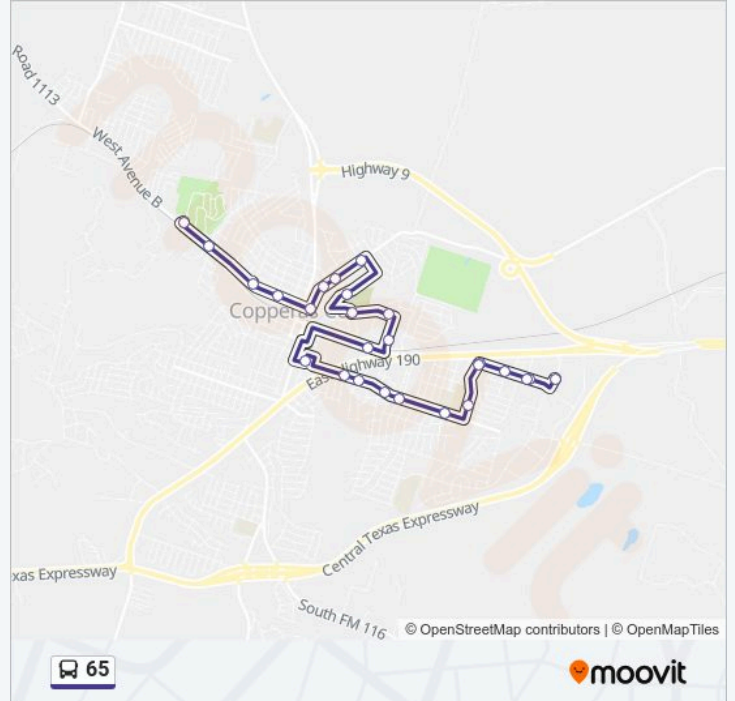 Road 1113
West Avenue B
Highway 9
Copperas C
East Highway 190
Central Texas Expressway
xas Expressway
South FM 116
© OpenStreetMap contributors | © OpenMapTiles
65
moovit